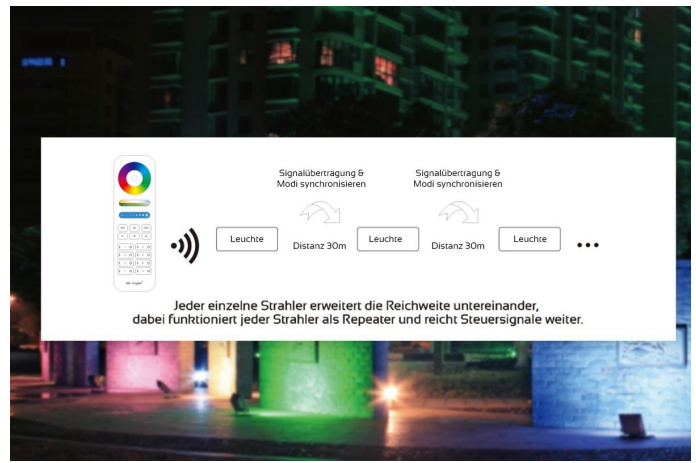 Signalübertragung &
Modi synchronisieren
Signalübertragung &
Modi synchronisieren
Leuchte
Distanz 30m
Leuchte
Distanz 30m
Leuchte
Jeder einzelne Strahler erweitert die Reichweite untereinander,
dabei funktioniert jeder Strahler als Repeater und reicht Steuersignale weiter.